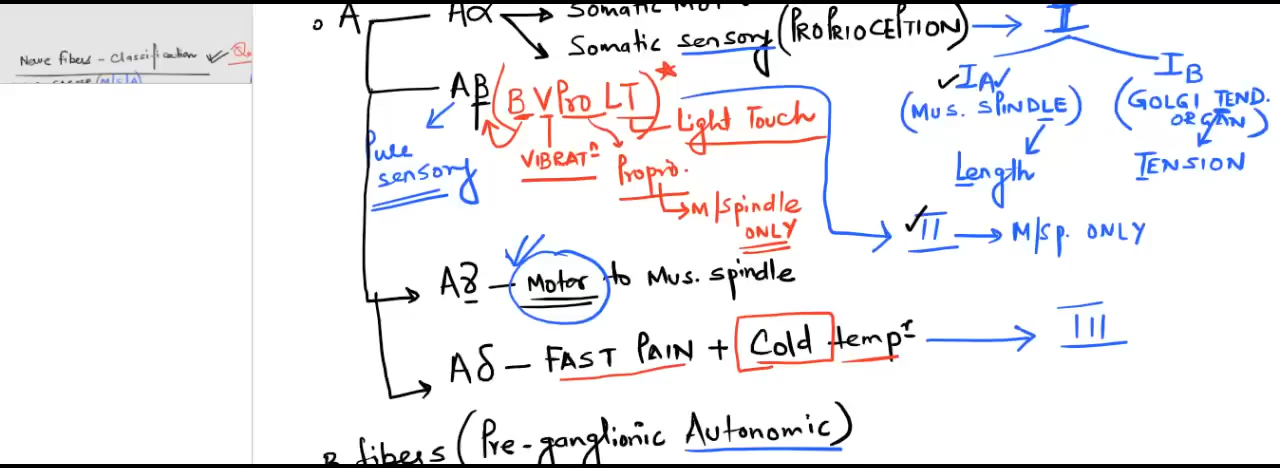 Nerve fibers - Classification
(M/C/A)
A
Aα
Somatic
Somatic sensory (PROPRIOCEPTION)
I
IA
(MUS. SPINDLE)
Length
IB
(GOLGI TEND.
ORGAN)
TENSION
Aβ (B V Pro LT)
Light Touch
Pure
sensory
VIBRATn
Proprio.
M/Spindle
ONLY
II M/Sp. ONLY
Aγ - Motor to Mus. spindle
Aδ - FAST PAIN + Cold tempr
III
B fibers (Pre-ganglionic Autonomic)